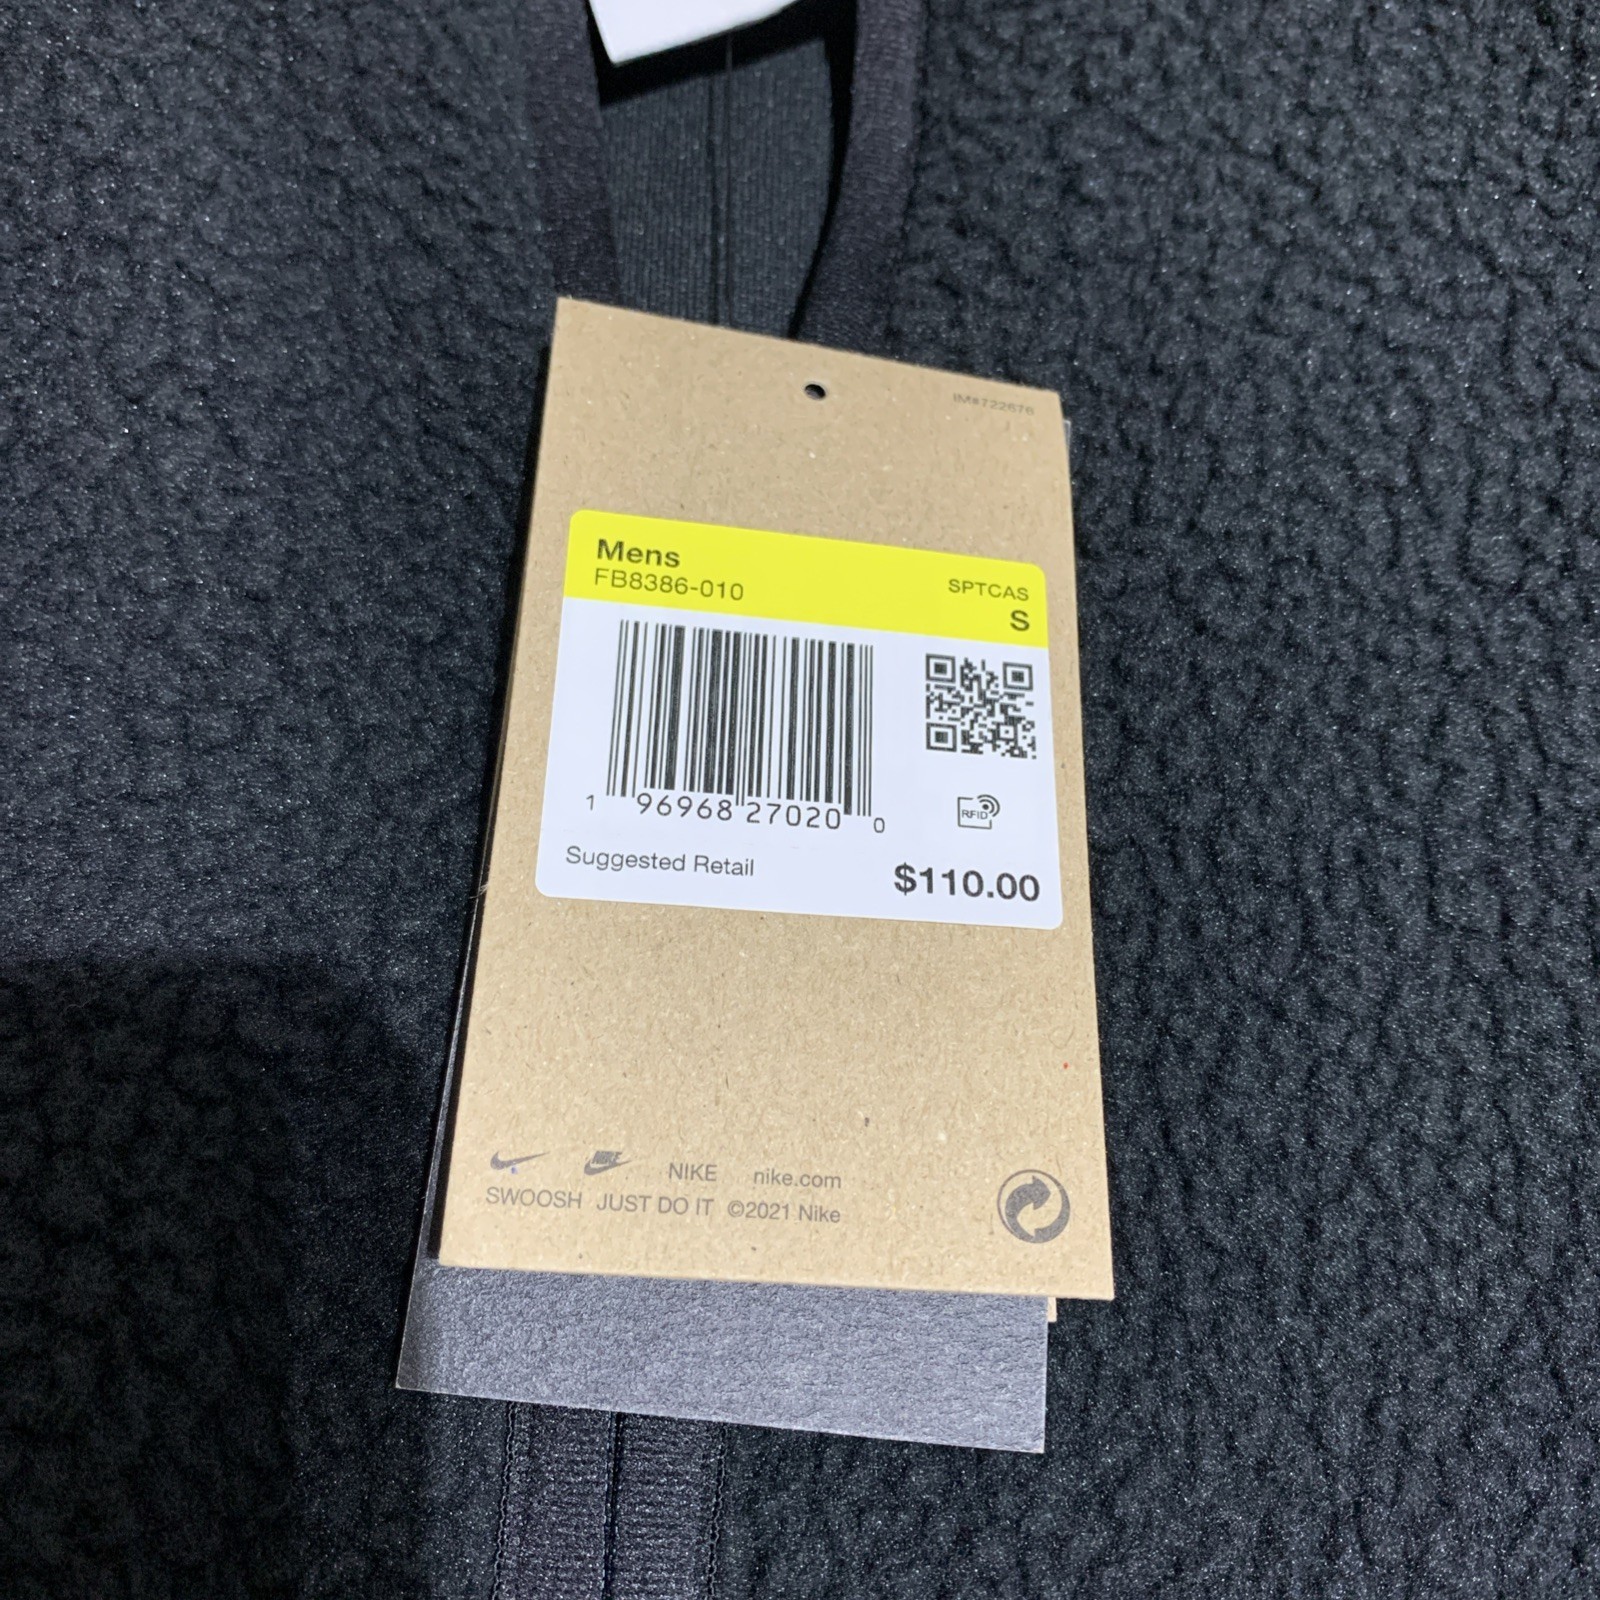 IM#722676
Mens
FB8386-010
SPTCAS
S
1 96968 27020 0
RFID
Suggested Retail
$110.00
NIKE NIKE nike.com
SWOOSH JUST DO IT ©2021 Nike